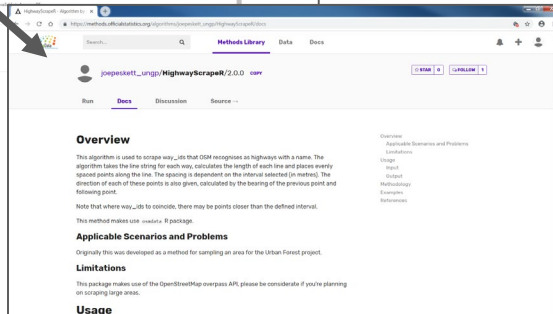 HighwayScrapeR - Algorithm by
https://methods.officialstatistics.org/algorithms/joepeskett_ungp/HighwayScrapeR/docs
Search...
Methods Library
Data
Docs
joepeskett_ungp/HighwayScrapeR/2.0.0 COPY
STAR 0
FOLLOW 1
Run
Docs
Discussion
Source
Overview
This algorithm is used to scrape way_ids that OSM recognises as highways with a name. The
algorithm takes the line string for each way, calculates the length of each line and places evenly
spaced points along the line. The spacing is dependent on the interval selected (in metres). The
direction of each of these points is also given, calculated by the bearing of the previous point and
following point.
Note that where way_ids to coincide, there may be points closer than the defined interval.
This method makes use osmdata R package.
Applicable Scenarios and Problems
Originally this was developed as a method for sampling an area for the Urban Forest project.
Limitations
This package makes use of the OpenStreetMap overpass API, please be considerate if you're planning
on scraping large areas.
Usage
Overview
Applicable Scenarios and Problems
Limitations
Usage
Input
Output
Methodology
Examples
References